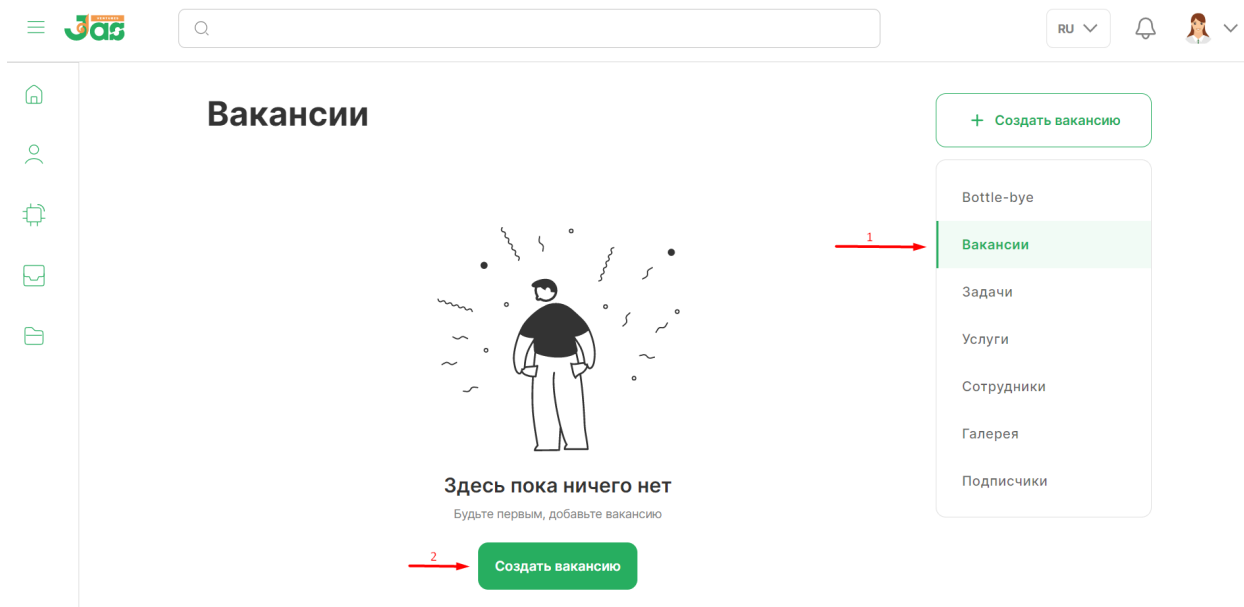 Jas
RU
Вакансии
+ Создать вакансию
Bottle-bye
1
Вакансии
Задачи
Услуги
Сотрудники
Галерея
Подписчики
Здесь пока ничего нет
Будьте первым, добавьте вакансию
2
Создать вакансию